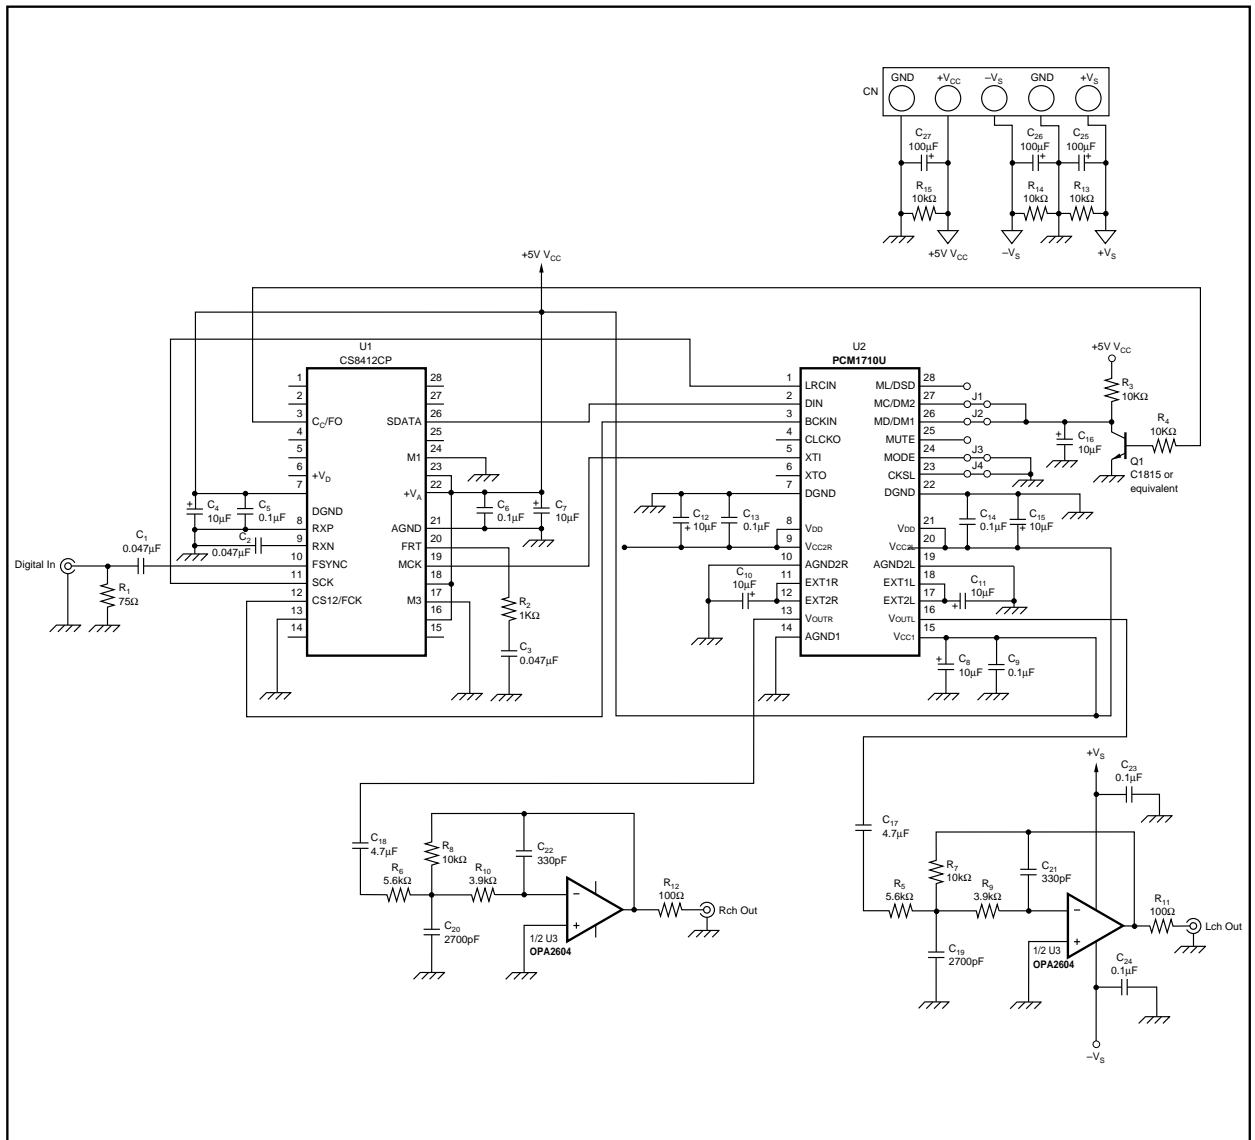 CN
GND +VCC –VS GND +VS
C27
100µF
C26
100µF
C25
100µF
R15
10kΩ
R14
10kΩ
R13
10kΩ
+5V VCC
–VS
+VS
+5V VCC
U1
CS8412CP
1
2
3
4
5
6
7
8
9
10
11
12
13
14
28
27
26
25
24
23
22
21
20
19
18
17
16
15
CC/FO
+VD
DGND
RXP
RXN
FSYNC
SCK
CS12/FCK
SDATA
M1
+VA
AGND
FRT
MCK
M3
C4
10µF
C5
0.1µF
C2
0.047µF
C1
0.047µF
Digital In
R1
75Ω
C6
0.1µF
C7
10µF
R2
1KΩ
C3
0.047µF
U2
PCM1710U
1
2
3
4
5
6
7
8
9
10
11
12
13
14
LRCIN
DIN
BCKIN
CLCKO
XTI
XTO
DGND
VDD
VCC2R
AGND2R
EXT1R
EXT2R
VOUTR
AGND1
28
27
26
25
24
23
22
21
20
19
18
17
16
15
ML/DSD
MC/DM2
MD/DM1
MUTE
MODE
CKSL
DGND
VDD
VCC2L
AGND2L
EXT1L
EXT2L
VOUTL
VCC1
J1
J2
J3
J4
+5V VCC
R3
10KΩ
R4
10KΩ
C16
10µF
Q1
C1815 or
equivalent
C12
10µF
C13
0.1µF
C14
0.1µF
C15
10µF
C10
10µF
C11
10µF
C8
10µF
C9
0.1µF
C18
4.7µF
R6
5.6kΩ
R8
10kΩ
R10
3.9kΩ
C22
330pF
C20
2700pF
– +
1/2 U3
OPA2604
R12
100Ω
Rch Out
C17
4.7µF
R5
5.6kΩ
R7
10kΩ
R9
3.9kΩ
C21
330pF
C19
2700pF
+VS
C23
0.1µF
– +
1/2 U3
OPA2604
R11
100Ω
Lch Out
C24
0.1µF
–VS